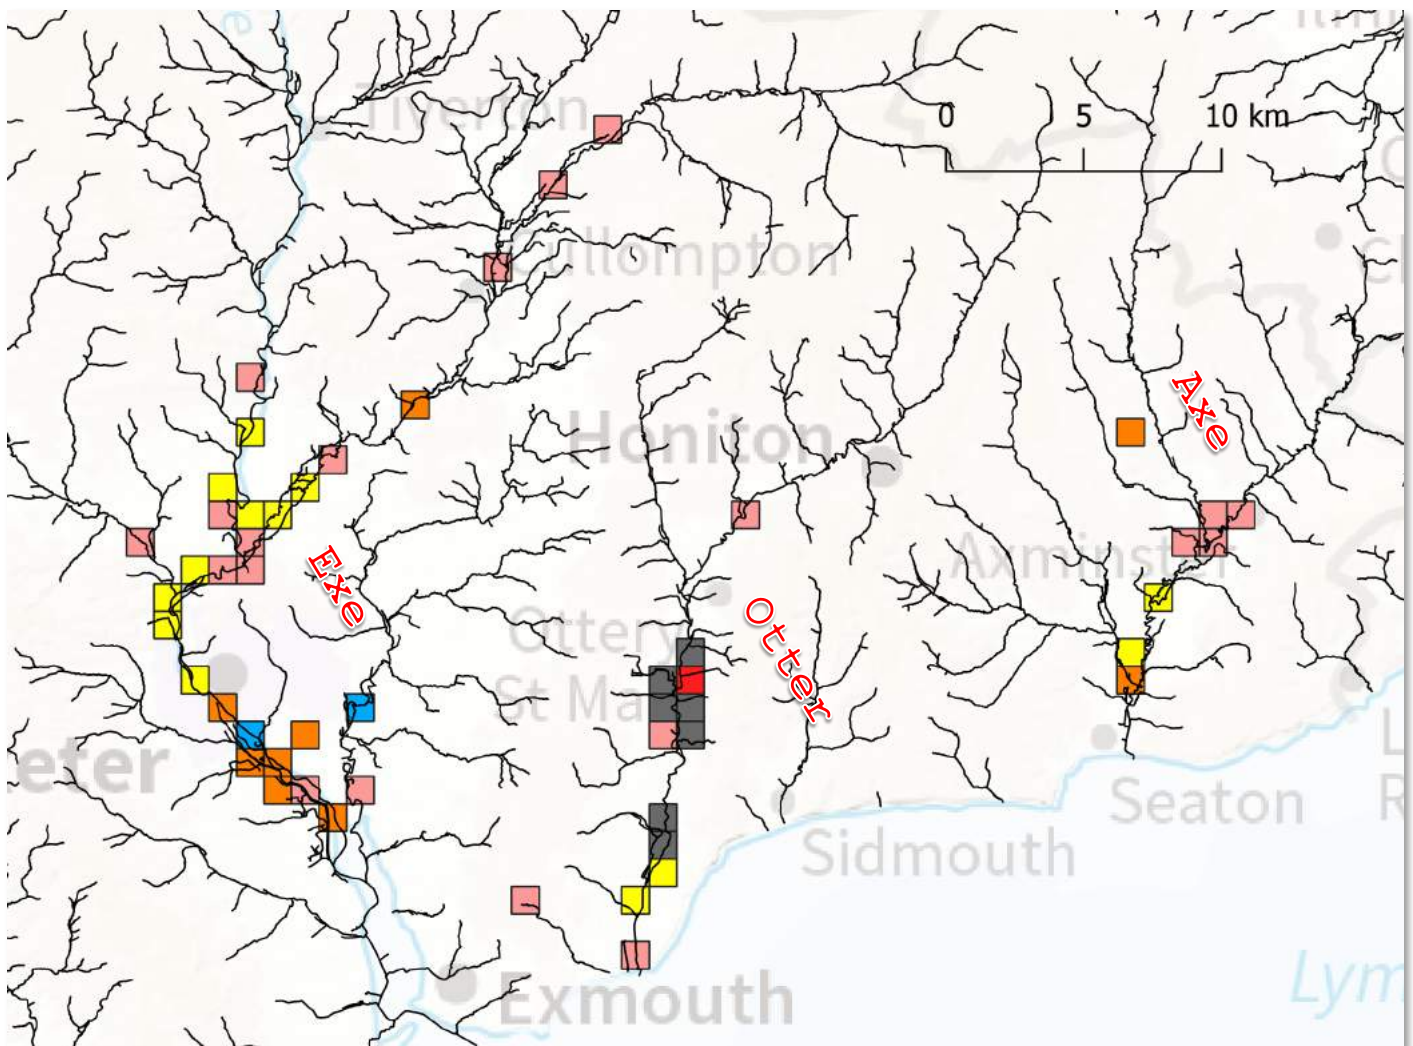 Tiverton
0 5 10 km
Cullompton
Axe
Honiton
Axminster
Exe
Ottery
St Ma
Otter
eter
Seaton
Sidmouth
Exmouth
Lym